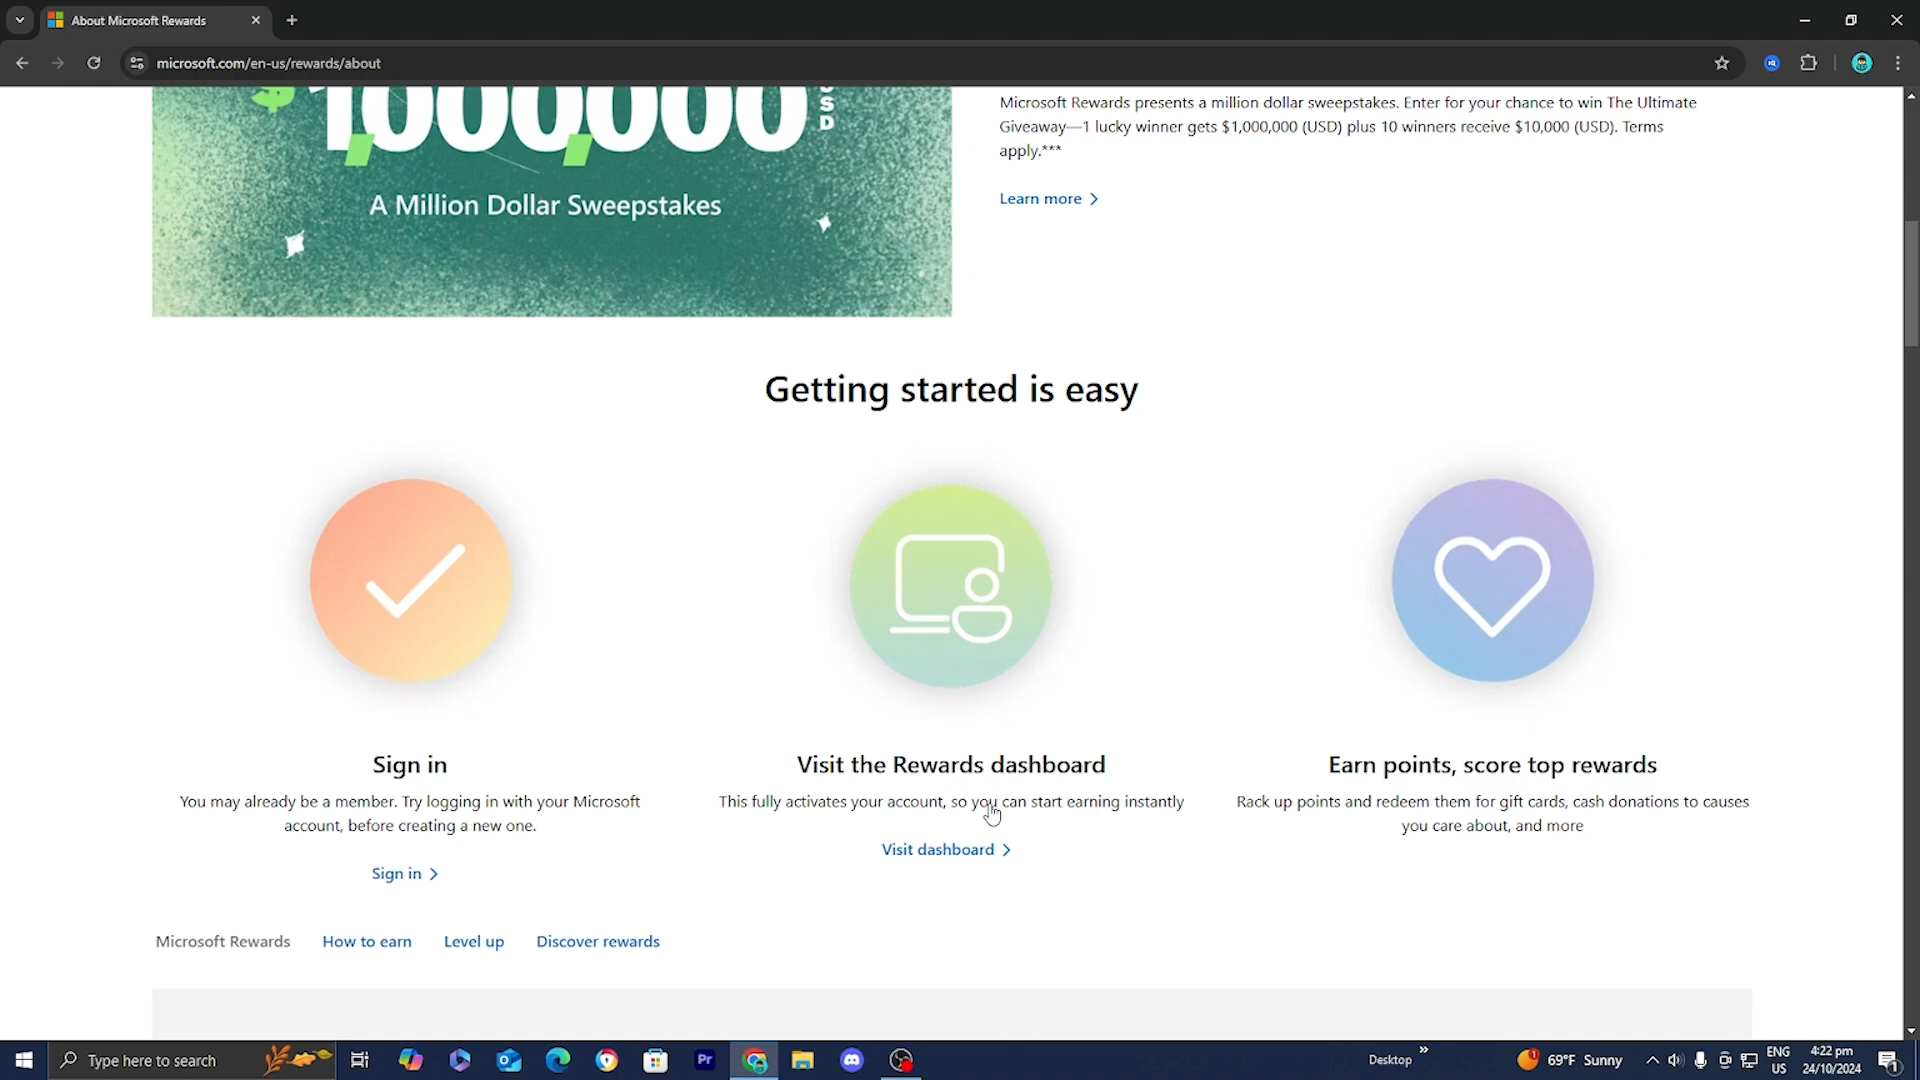 About Microsoft Rewards
microsoft.com/en-us/rewards/about
$1,000,000 USD
A Million Dollar Sweepstakes
Microsoft Rewards presents a million dollar sweepstakes. Enter for your chance to win The Ultimate
Giveaway—1 lucky winner gets $1,000,000 (USD) plus 10 winners receive $10,000 (USD). Terms
apply.***
Learn more
Getting started is easy
Sign in
You may already be a member. Try logging in with your Microsoft
account, before creating a new one.
Sign in
Visit the Rewards dashboard
This fully activates your account, so you can start earning instantly
Visit dashboard
Earn points, score top rewards
Rack up points and redeem them for gift cards, cash donations to causes
you care about, and more
Microsoft Rewards How to earn Level up Discover rewards
Type here to search
Pr
Desktop
1
69°F Sunny
ENG
US
4:22 pm
24/10/2024
1